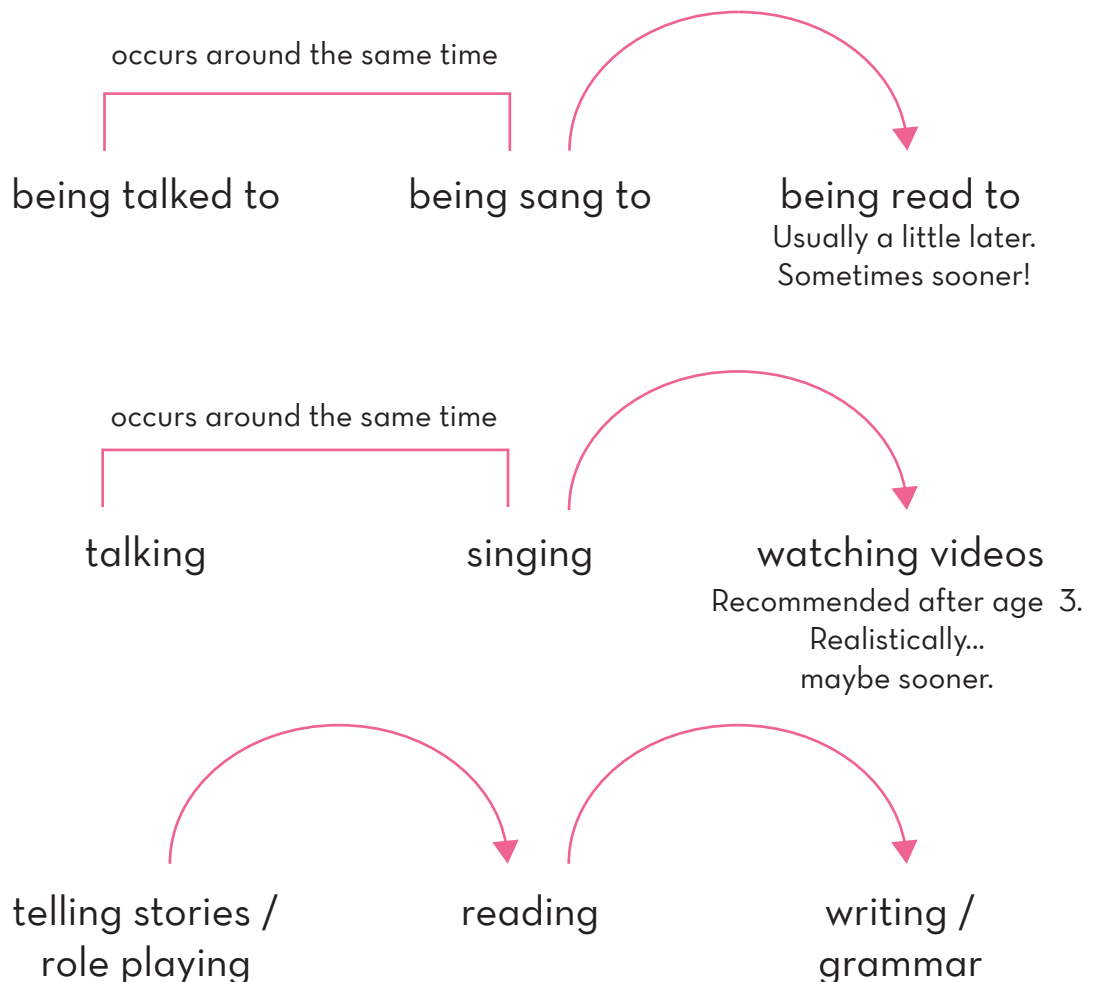 occurs around the same time
being talked to
being sang to
being read to
Usually a little later.
Sometimes sooner!
occurs around the same time
talking
singing
watching videos
Recommended after age 3.
Realistically...
maybe sooner.
telling stories /
role playing
reading
writing /
grammar